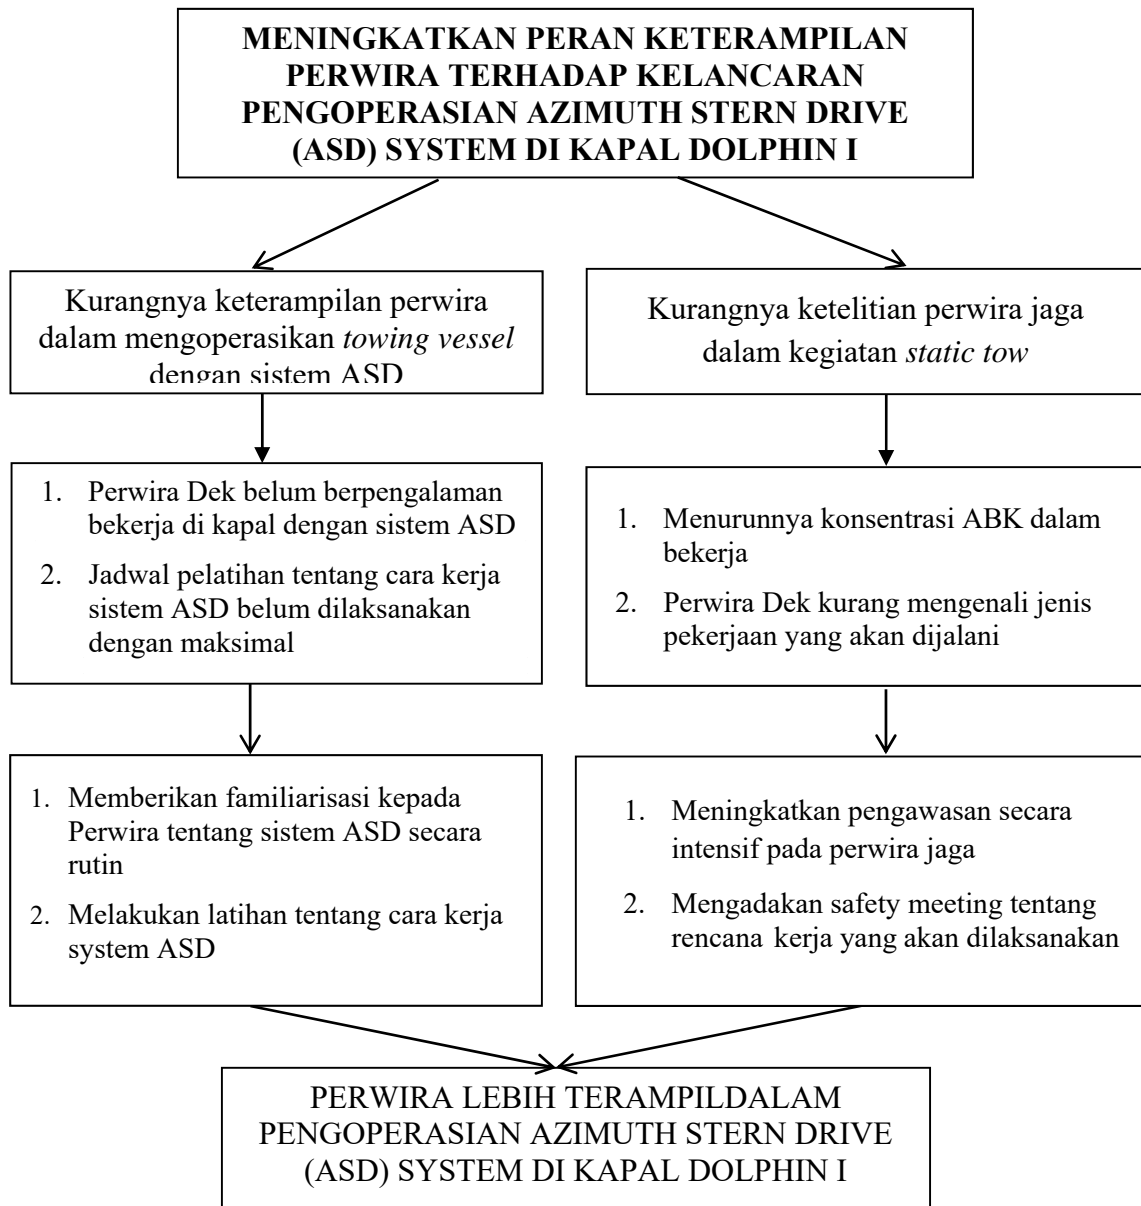 MENINGKATKAN PERAN KETERAMPILAN
PERWIRA TERHADAP KELANCARAN
PENGOPERASIAN AZIMUTH STERN DRIVE
(ASD) SYSTEM DI KAPAL DOLPHIN I
Kurangnya keterampilan perwira
dalam mengoperasikan towing vessel
dengan sistem ASD
Kurangnya ketelitian perwira jaga
dalam kegiatan static tow
1. Perwira Dek belum berpengalaman
bekerja di kapal dengan sistem ASD
2. Jadwal pelatihan tentang cara kerja
sistem ASD belum dilaksanakan
dengan maksimal
1. Menurunnya konsentrasi ABK dalam
bekerja
2. Perwira Dek kurang mengenali jenis
pekerjaan yang akan dijalani
1. Memberikan familiarisasi kepada
Perwira tentang sistem ASD secara
rutin
2. Melakukan latihan tentang cara kerja
system ASD
1. Meningkatkan pengawasan secara
intensif pada perwira jaga
2. Mengadakan safety meeting tentang
rencana kerja yang akan dilaksanakan
PERWIRA LEBIH TERAMPILDALAM
PENGOPERASIAN AZIMUTH STERN DRIVE
(ASD) SYSTEM DI KAPAL DOLPHIN I